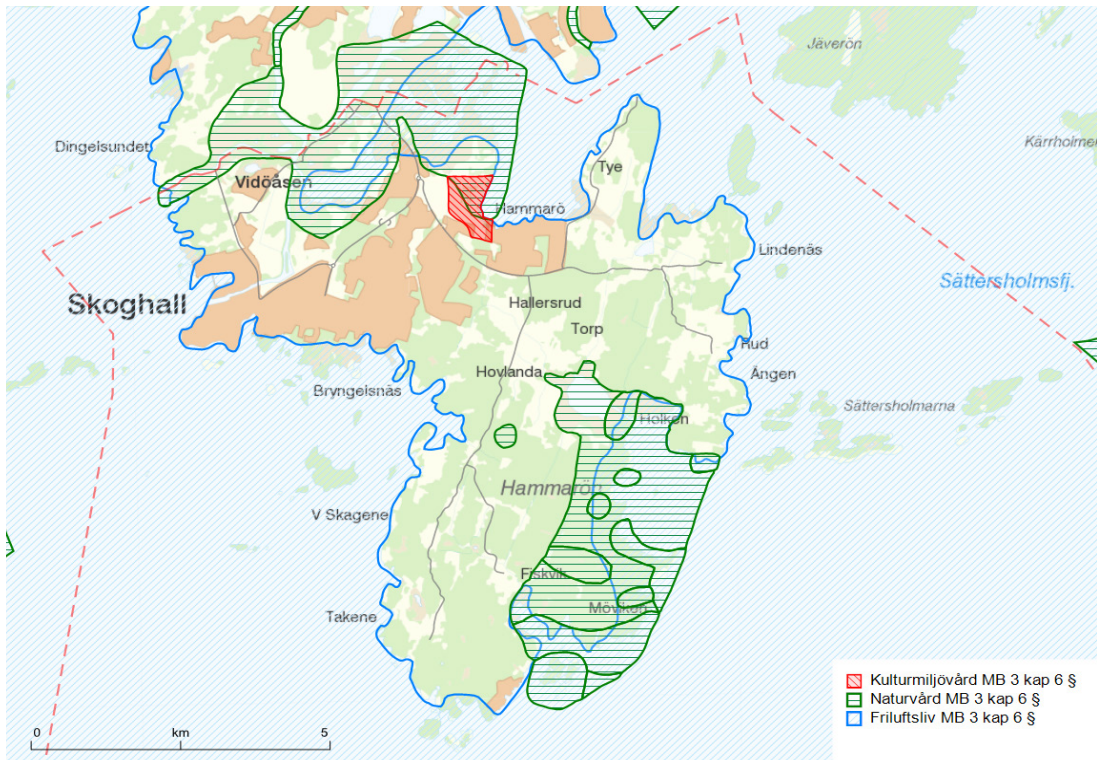 Jäverön
Dingelsundet
Kärrholmen
Vidöåsen
Tye
Hammarö
Lindenäs
Sättersholmsfj.
Skoghall
Hallersrud
Torp
Rud
Hovlanda
Ängen
Bryngelsnäs
Sättersholmarna
Holken
Hammarön
V Skagene
Fiskvik
Möviken
Takene
Kulturmiljövård MB 3 kap 6 §
Naturvård MB 3 kap 6 §
Friluftsliv MB 3 kap 6 §
0 km 5